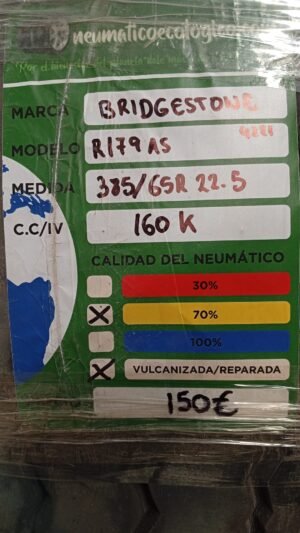 neumaticoecologico
MARCA BRIDGESTONE
4221
MODELO R179 AS
MEDIDA 385/65R 22.5
C.C/IV 160 K
CALIDAD DEL NEUMÁTICO
30%
X 70%
100%
X VULCANIZADA/REPARADA
150€